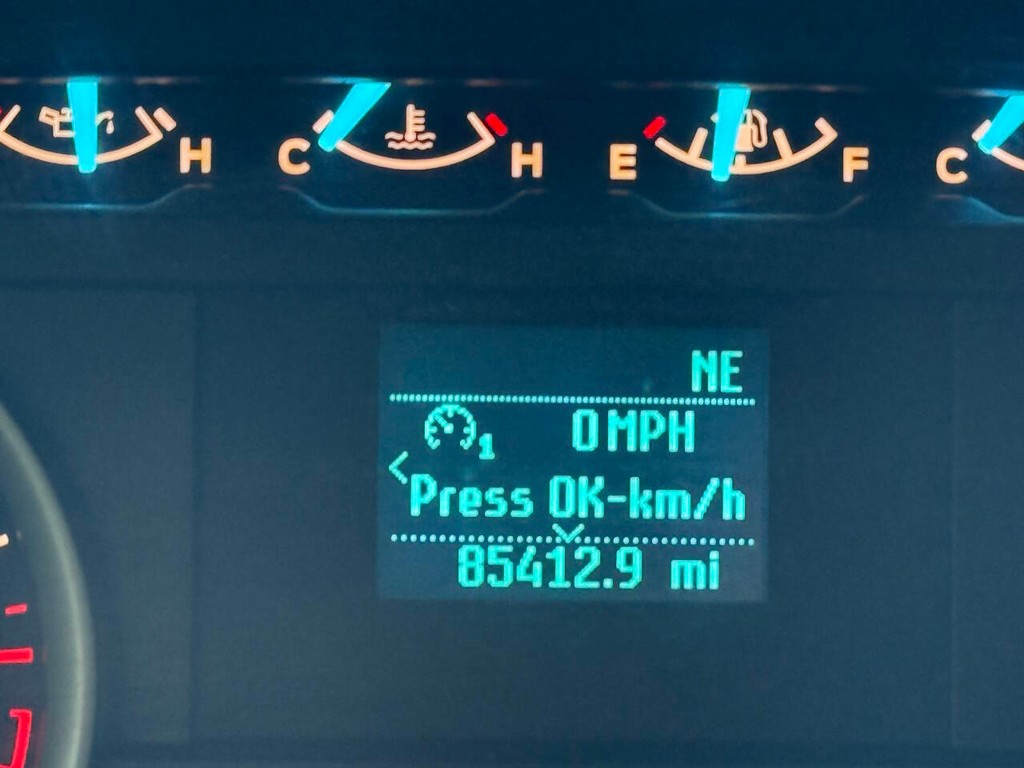 H C H E F C
NE
1 0 MPH
Press OK-km/h
85412.9 mi